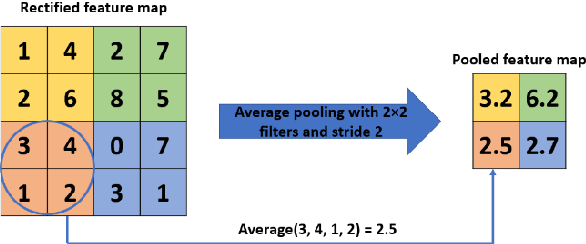 Rectified feature map
1 4 2 7
2 6 8 5
3 4 0 7
1 2 3 1
Average pooling with 2×2
filters and stride 2
Pooled feature map
3.2 6.2
2.5 2.7
Average(3, 4, 1, 2) = 2.5